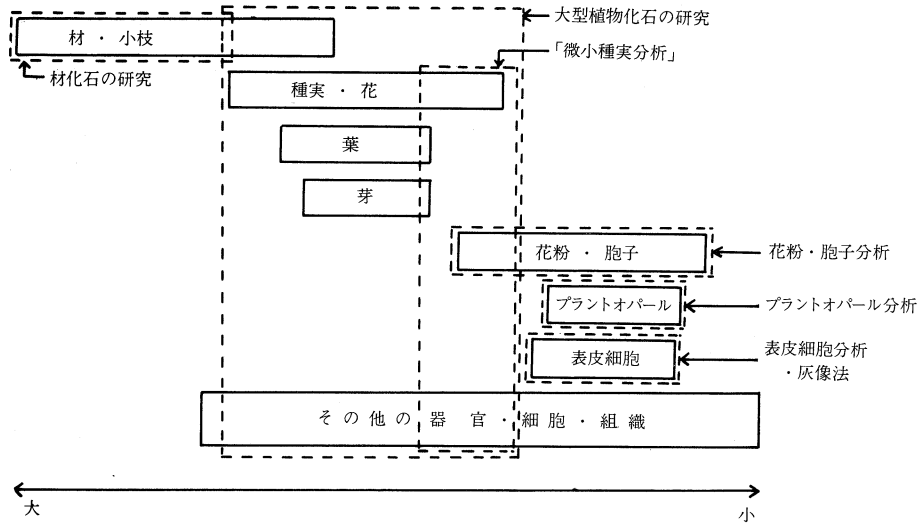 大型植物化石の研究
材・小枝
「微小種実分析」
材化石の研究
種実・花
葉
芽
花粉・胞子
花粉・胞子分析
プラントオパール
プラントオパール分析
表皮細胞
表皮細胞分析
・灰像法
その他の器官・細胞・組織
大
小